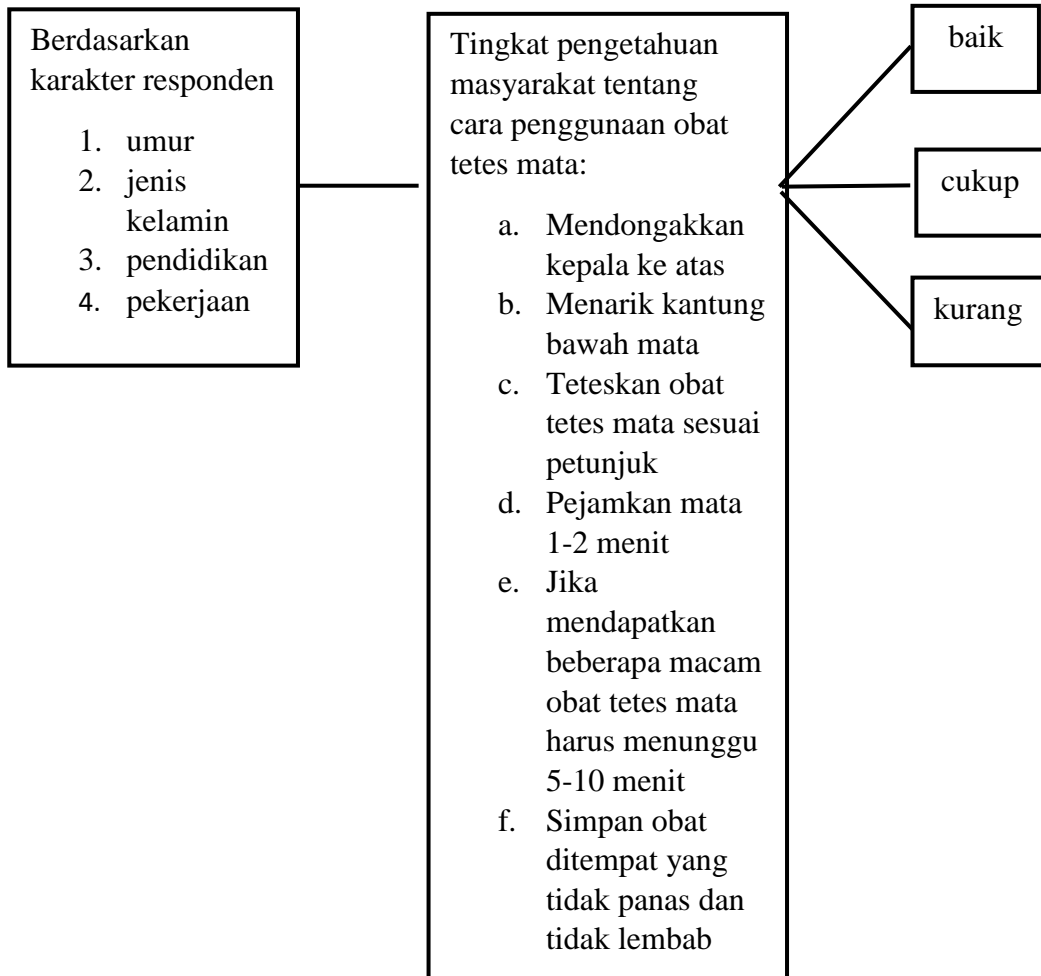 Berdasarkan
karakter responden
1. umur
2. jenis
kelamin
3. pendidikan
4. pekerjaan
Tingkat pengetahuan
masyarakat tentang
cara penggunaan obat
tetes mata:
a. Mendongakkan
kepala ke atas
b. Menarik kantung
bawah mata
c. Teteskan obat
tetes mata sesuai
petunjuk
d. Pejamkan mata
1-2 menit
e. Jika
mendapatkan
beberapa macam
obat tetes mata
harus menunggu
5-10 menit
f. Simpan obat
ditempat yang
tidak panas dan
tidak lembab
baik
cukup
kurang